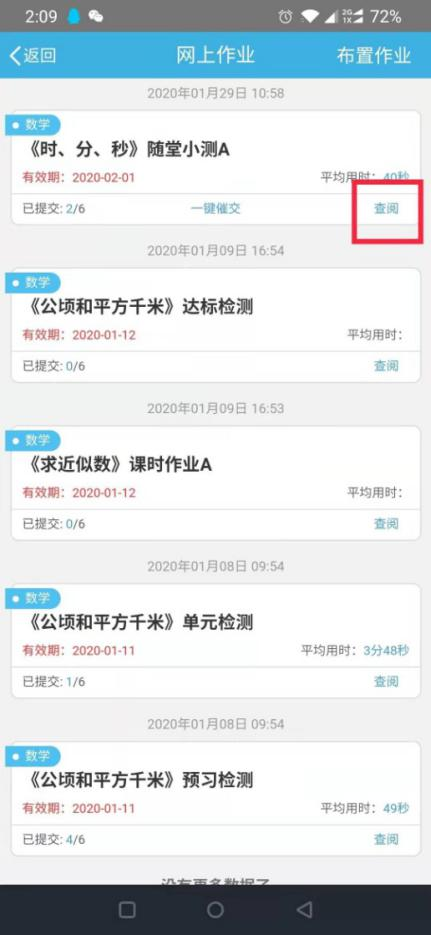 2:09
2G
1X
72%
返回
网上作业
布置作业
2020年01月29日 10:58
数学
《时、分、秒》随堂小测A
有效期：2020-02-01
平均用时：40秒
已提交: 2/6
一键催交
查阅
2020年01月09日 16:54
数学
《公顷和平方千米》达标检测
有效期：2020-01-12
平均用时：
已提交: 0/6
查阅
2020年01月09日 16:53
数学
《求近似数》课时作业A
有效期：2020-01-12
平均用时：
已提交: 0/6
查阅
2020年01月08日 09:54
数学
《公顷和平方千米》单元检测
有效期：2020-01-11
平均用时：3分48秒
已提交: 1/6
查阅
2020年01月08日 09:54
数学
《公顷和平方千米》预习检测
有效期：2020-01-11
平均用时：49秒
已提交: 4/6
查阅
没有更多数据了